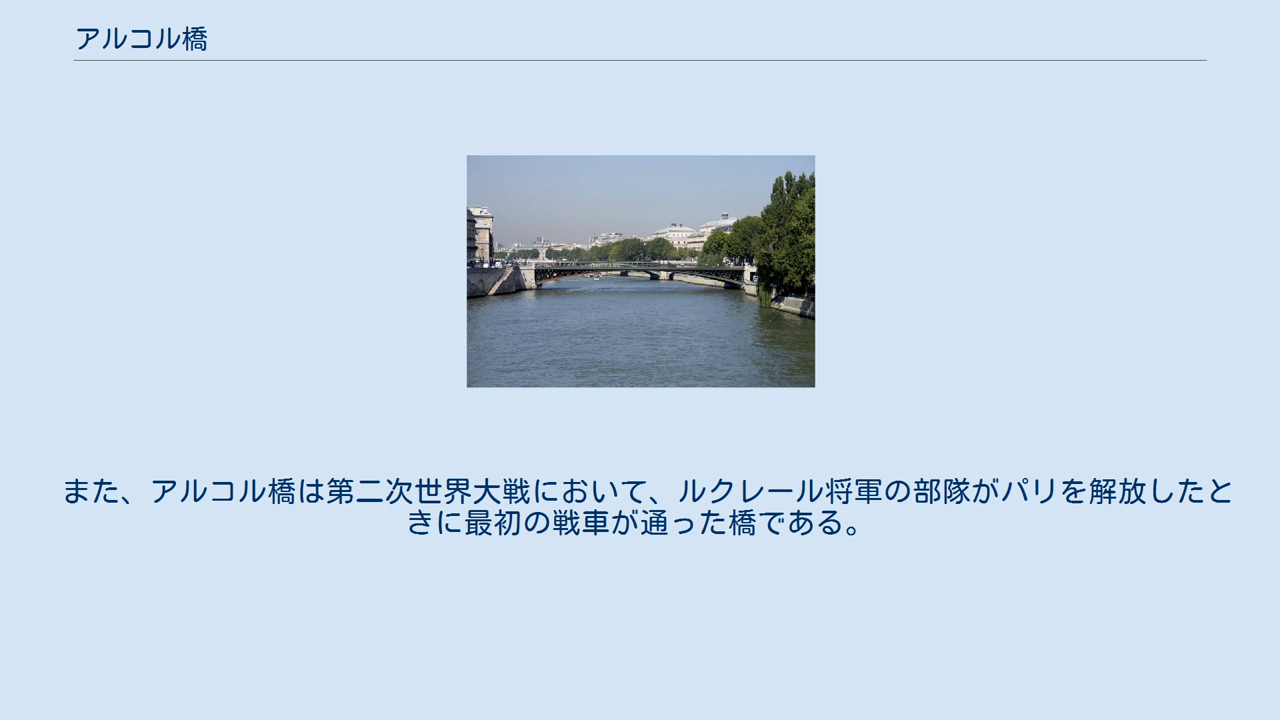 アルコル橋
また、アルコル橋は第二次世界大戦において、ルクレール将軍の部隊がパリを解放したと
きに最初の戦車が通った橋である。